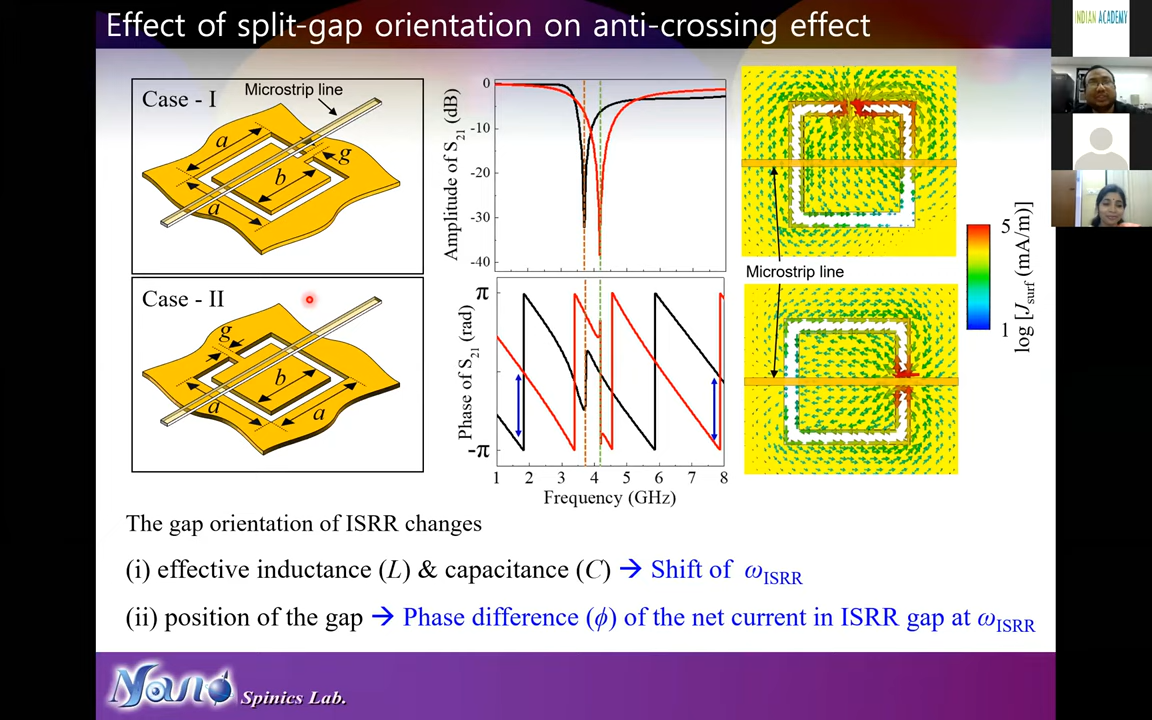 Effect of split-gap orientation on anti-crossing effect
INDIAN ACADEMY
Case - I
Microstrip line
a
g
b
a
Case - II
g
b
a
a
Amplitude of S21 (dB)
0
-10
-20
-30
-40
Phase of S21 (rad)
π
-π
1 2 3 4 5 6 7 8
Frequency (GHz)
Microstrip line
5
1
log [Jsurf (mA/m)]
The gap orientation of ISRR changes
(i) effective inductance (L) & capacitance (C) → Shift of ωISRR
(ii) position of the gap → Phase difference (ϕ) of the net current in ISRR gap at ωISRR
Nano Spinics Lab.